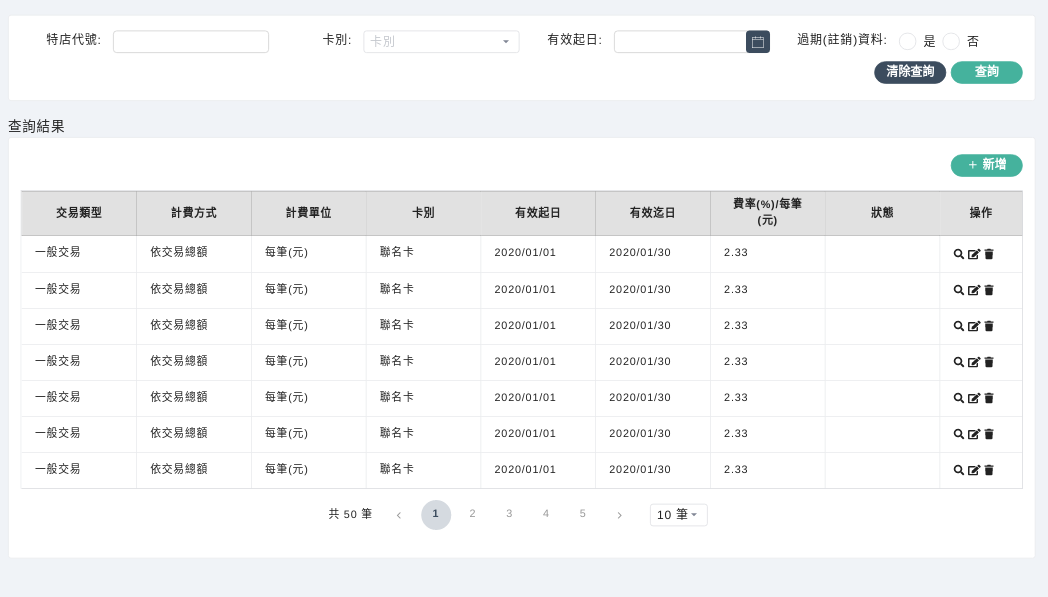 特店代號: 卡別: 卡別 有效起日: 過期(註銷)資料: 是 否
清除查詢 查詢
查詢結果
+ 新增
交易類型 計費方式 計費單位 卡別 有效起日 有效迄日 費率(%)/每筆(元) 狀態 操作
一般交易 依交易總額 每筆(元) 聯名卡 2020/01/01 2020/01/30 2.33
一般交易 依交易總額 每筆(元) 聯名卡 2020/01/01 2020/01/30 2.33
一般交易 依交易總額 每筆(元) 聯名卡 2020/01/01 2020/01/30 2.33
一般交易 依交易總額 每筆(元) 聯名卡 2020/01/01 2020/01/30 2.33
一般交易 依交易總額 每筆(元) 聯名卡 2020/01/01 2020/01/30 2.33
一般交易 依交易總額 每筆(元) 聯名卡 2020/01/01 2020/01/30 2.33
一般交易 依交易總額 每筆(元) 聯名卡 2020/01/01 2020/01/30 2.33
共 50 筆 ‹ 1 2 3 4 5 › 10 筆